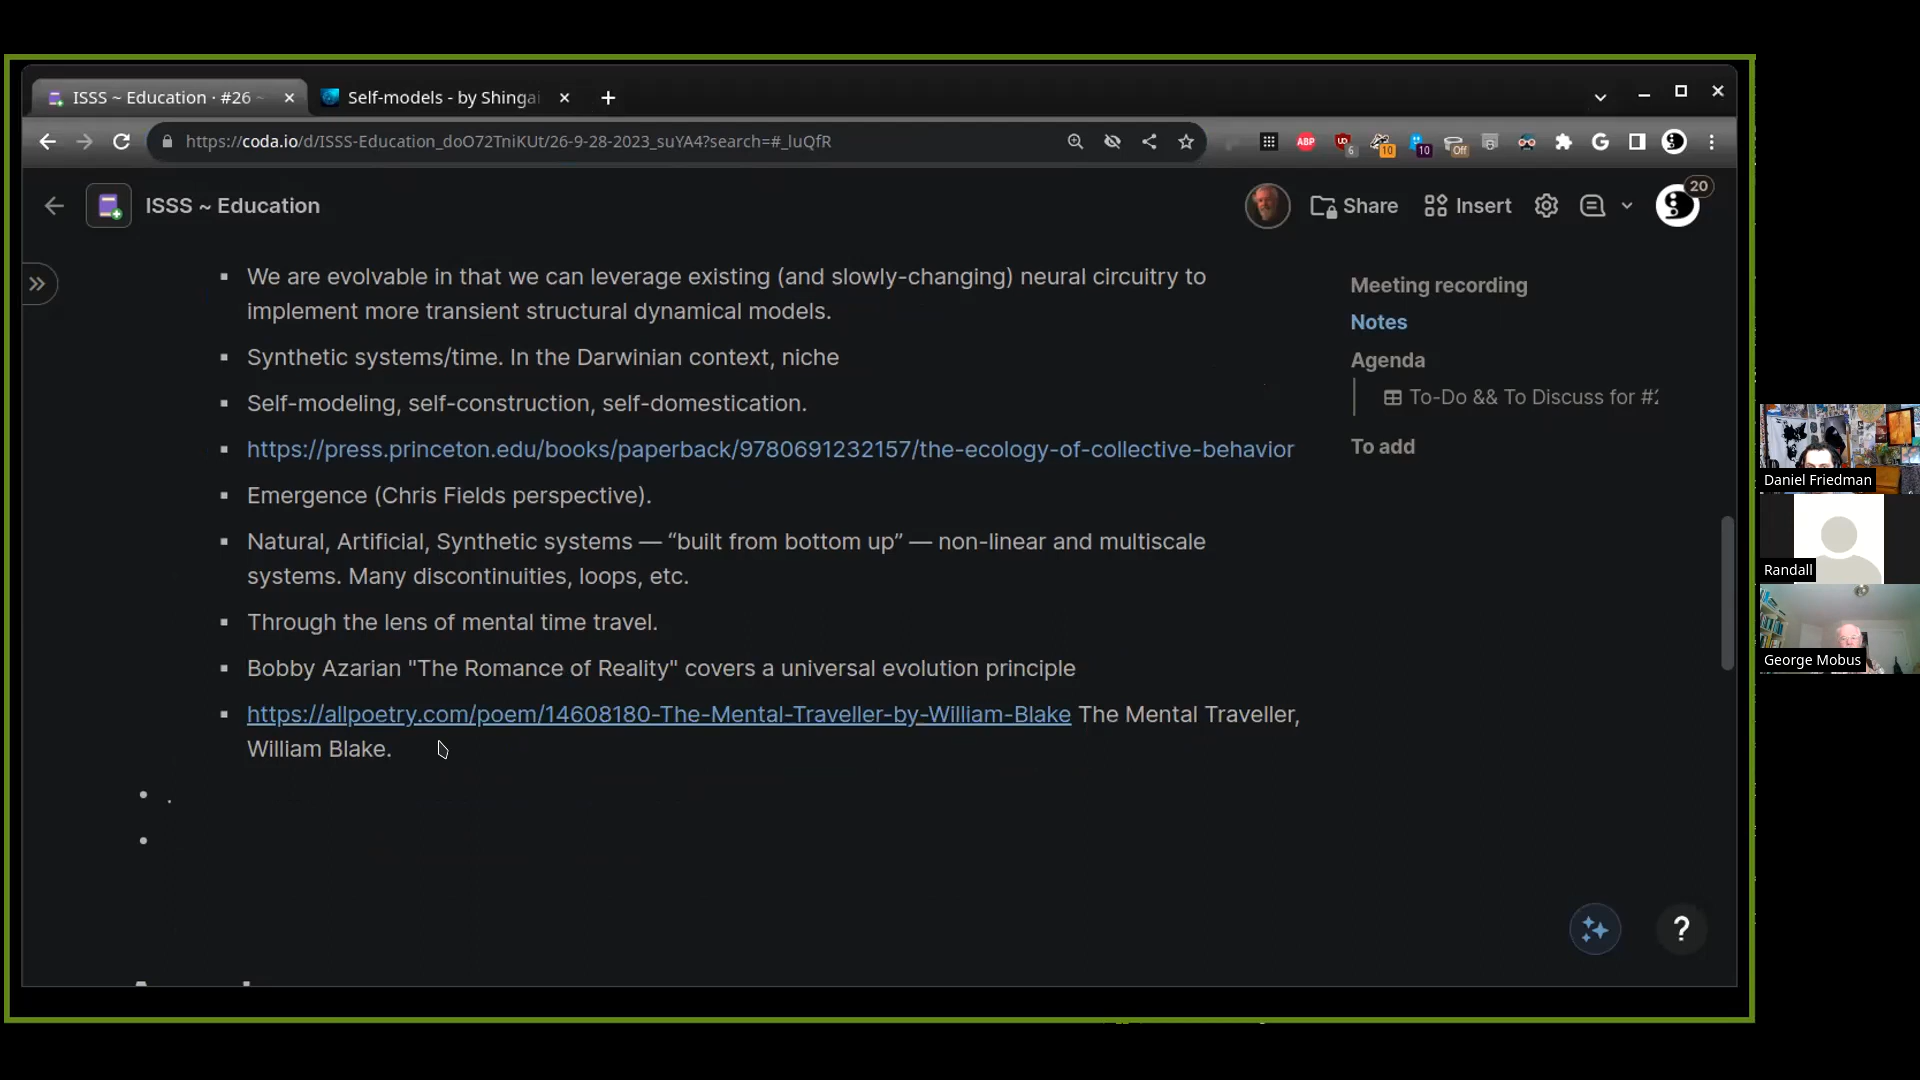 ISSS ~ Education · #26 ~
Self-models - by Shingai
https://coda.io/d/ISSS-Education_doO72TniKUt/26-9-28-2023_suYA4?search=#_luQfR
ABP
6
10
10
Off
G
ISSS ~ Education
Share
Insert
20
We are evolvable in that we can leverage existing (and slowly-changing) neural circuitry to
implement more transient structural dynamical models.
Synthetic systems/time. In the Darwinian context, niche
Self-modeling, self-construction, self-domestication.
https://press.princeton.edu/books/paperback/9780691232157/the-ecology-of-collective-behavior
Emergence (Chris Fields perspective).
Natural, Artificial, Synthetic systems — “built from bottom up” — non-linear and multiscale
systems. Many discontinuities, loops, etc.
Through the lens of mental time travel.
Bobby Azarian "The Romance of Reality" covers a universal evolution principle
https://allpoetry.com/poem/14608180-The-Mental-Traveller-by-William-Blake The Mental Traveller,
William Blake.
.
Meeting recording
Notes
Agenda
To-Do && To Discuss for #2
To add
?
Daniel Friedman
Randall
George Mobus